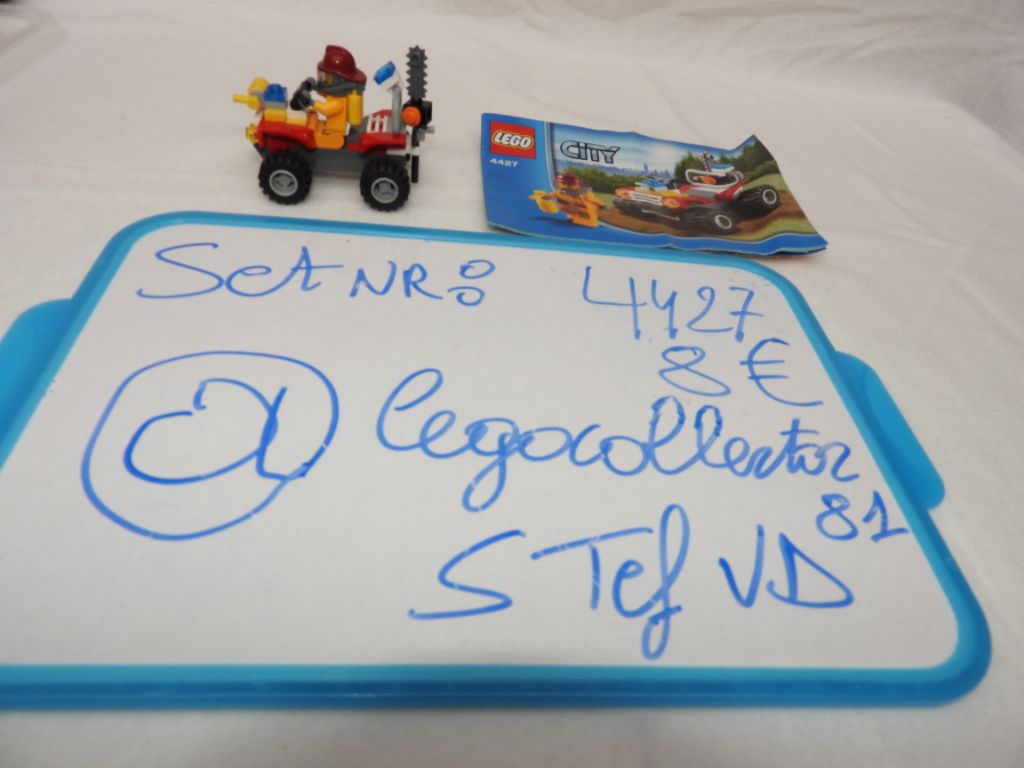 LEGO
CITY
4427
Set NR: 4427
8 €
@ legocollector
81
STef VD